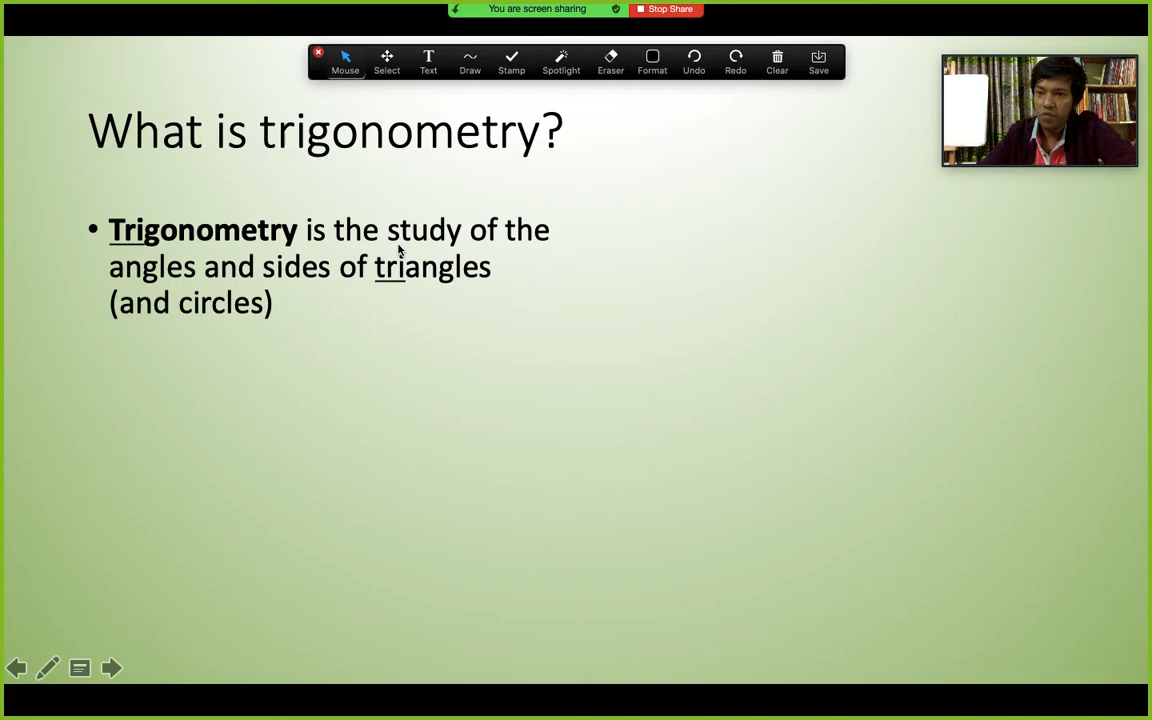 You are screen sharing Stop Share
Mouse Select Text Draw Stamp Spotlight Eraser Format Undo Redo Clear Save
What is trigonometry?
• Trigonometry is the study of the
angles and sides of triangles
(and circles)